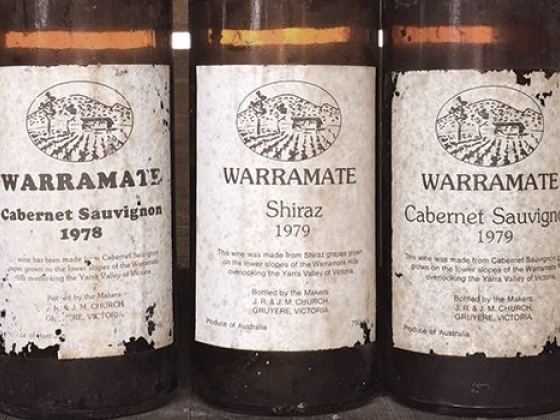 WARRAMATE
Cabernet Sauvignon
1978
wine has been made from Cabernet Sauvignon
grown on the lower slopes of the Warramate
Hills overlooking the Yarra Valley of Victoria.
Bottled by the Makers
J. R. & J. M. CHURCH,
GRUYERE, VICTORIA
WARRAMATE
Shiraz
1979
This wine was made from Shiraz grapes grown
on the lower slopes of the Warramate Hills
overlooking the Yarra Valley of Victoria.
Bottled by the Makers
J. R. & J. M. CHURCH,
GRUYERE, VICTORIA.
Produce of Australia
WARRAMATE
Cabernet Sauvigno
1979
This wine was made from Cabernet Sauvignon
grown on the lower slopes of the Warramate
overlooking the Yarra Valley of Victoria.
Bottled by the Makers
J. R. & J. M. CHURCH,
GRUYERE, VICTORIA.
Produce of Australia